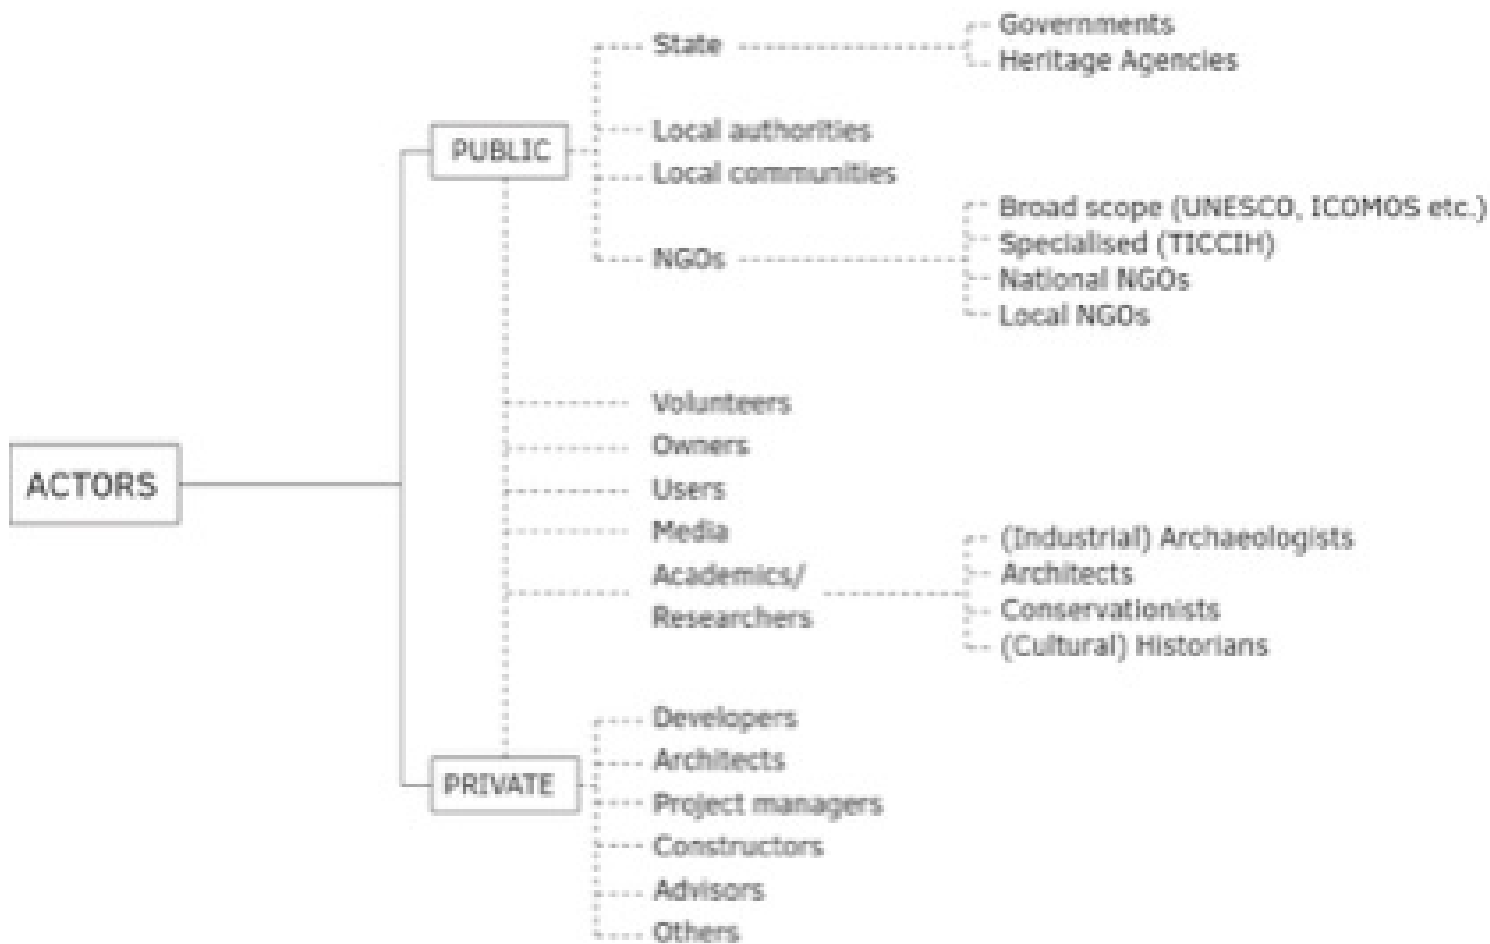 State
Governments
Heritage Agencies
PUBLIC
Local authorities
Local communities
NGOs
Broad scope (UNESCO, ICOMOS etc.)
Specialised (TICCIH)
National NGOs
Local NGOs
ACTORS
Volunteers
Owners
Users
Media
Academics/
Researchers
(Industrial) Archaeologists
Architects
Conservationists
(Cultural) Historians
PRIVATE
Developers
Architects
Project managers
Constructors
Advisors
Others